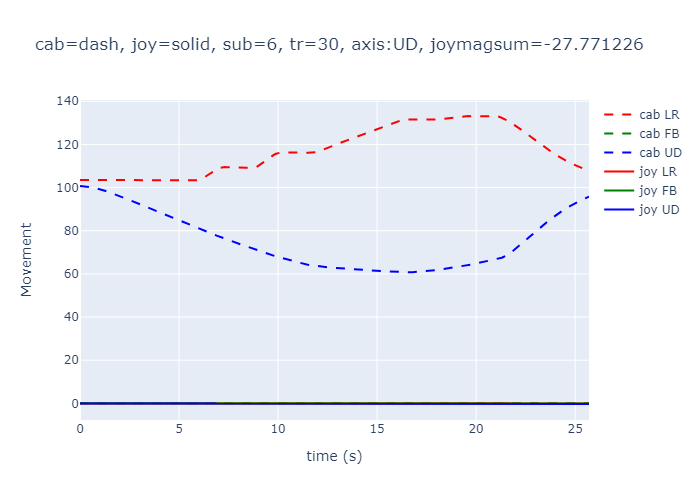 cab=dash, joy=solid, sub=6, tr=30, axis:UD, joymagsum=-27.771226
140
120
100
80
60
40
20
0
Movement
0 5 10 15 20 25
time (s)
cab LR
cab FB
cab UD
joy LR
joy FB
joy UD